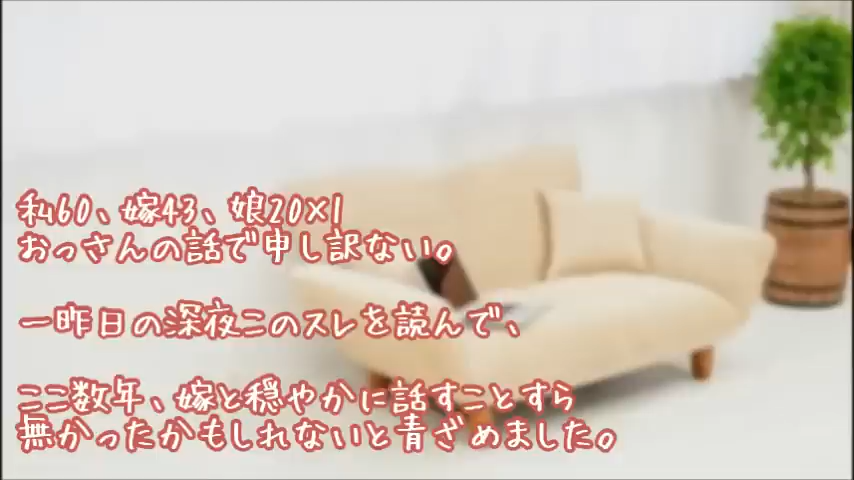 私60、嫁43、娘20×1
おっさんの話で申し訳ない。
一昨日の深夜このスレを読んで、
ここ数年、嫁と穏やかに話すことすら
無かったかもしれないと青ざめました。